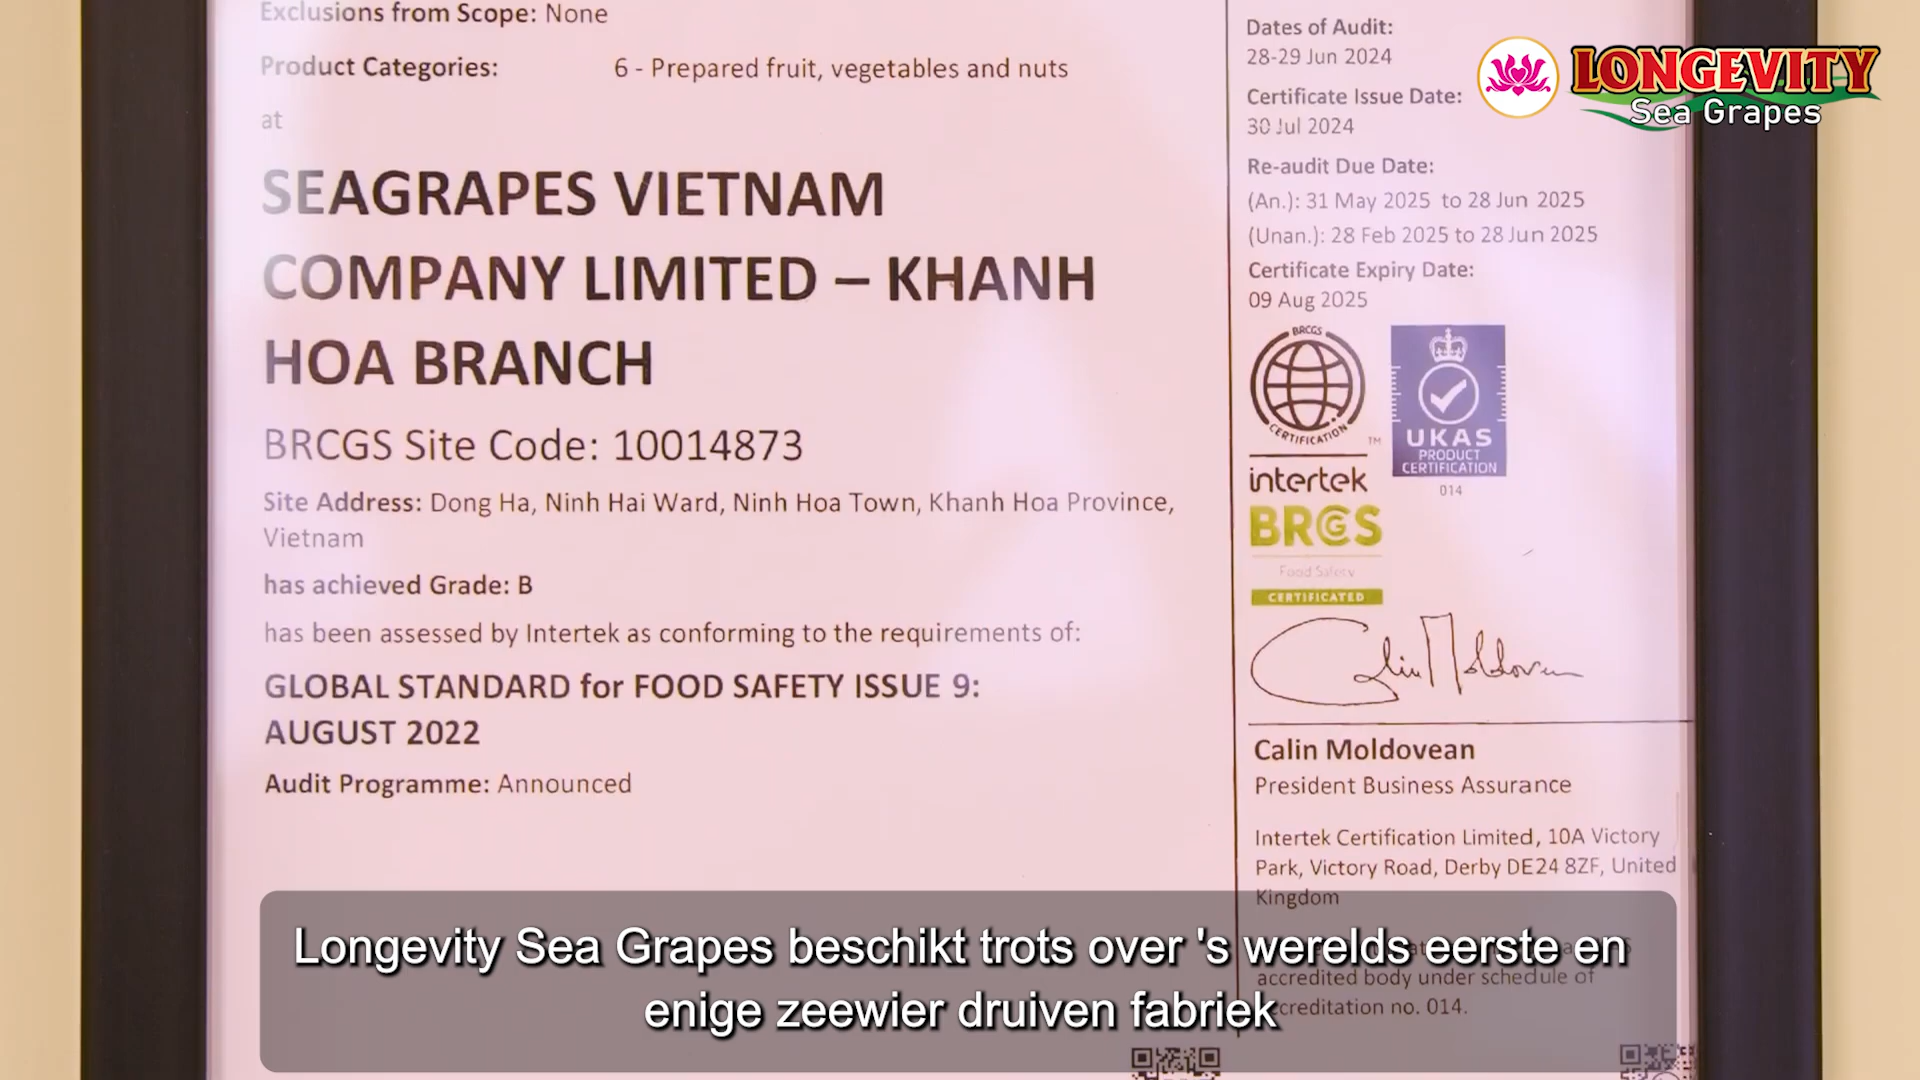 Exclusions from Scope: None
Product Categories: 6 - Prepared fruit, vegetables and nuts
at
SEAGRAPES VIETNAM
COMPANY LIMITED – KHANH
HOA BRANCH
BRCGS Site Code: 10014873
Site Address: Dong Ha, Ninh Hai Ward, Ninh Hoa Town, Khanh Hoa Province,
Vietnam
has achieved Grade: B
has been assessed by Intertek as conforming to the requirements of:
GLOBAL STANDARD for FOOD SAFETY ISSUE 9:
AUGUST 2022
Audit Programme: Announced
Dates of Audit:
28-29 Jun 2024
Certificate Issue Date:
30 Jul 2024
Re-audit Due Date:
(An.): 31 May 2025 to 28 Jun 2025
(Unan.): 28 Feb 2025 to 28 Jun 2025
Certificate Expiry Date:
09 Aug 2025
BRCGS
CERTIFICATION ™
UKAS
PRODUCT
CERTIFICATION
014
intertek
BRCGS
Food Safety
CERTIFICATED
Calin Moldovean
Calin Moldovean
President Business Assurance
Intertek Certification Limited, 10A Victory
Park, Victory Road, Derby DE24 8ZF, United
Kingdom
accredited body under schedule of
accreditation no. 014.
LONGEVITY
Sea Grapes
Longevity Sea Grapes beschikt trots over 's werelds eerste en
enige zeewier druiven fabriek